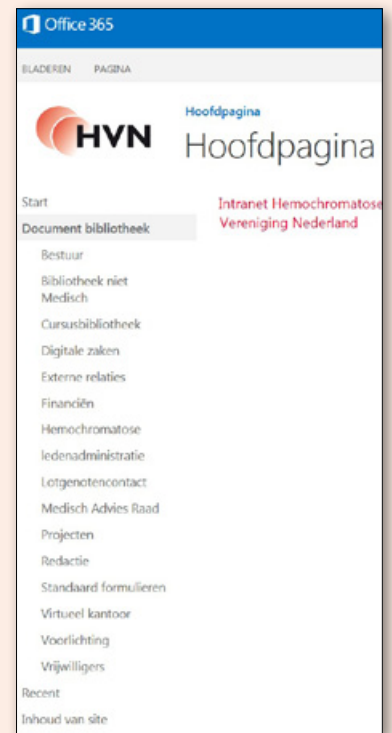 Office 365
BLADEREN PAGINA
HVN
Hoofdpagina
Hoofdpagina
Intranet Hemochromatose
Vereniging Nederland
Start
Document bibliotheek
Bestuur
Bibliotheek niet
Medisch
Cursusbibliotheek
Digitale zaken
Externe relaties
Financiën
Hemochromatose
ledenadministratie
Lotgenotencontact
Medisch Advies Raad
Projecten
Redactie
Standaard formulieren
Virtueel kantoor
Voorlichting
Vrijwilligers
Recent
Inhoud van site